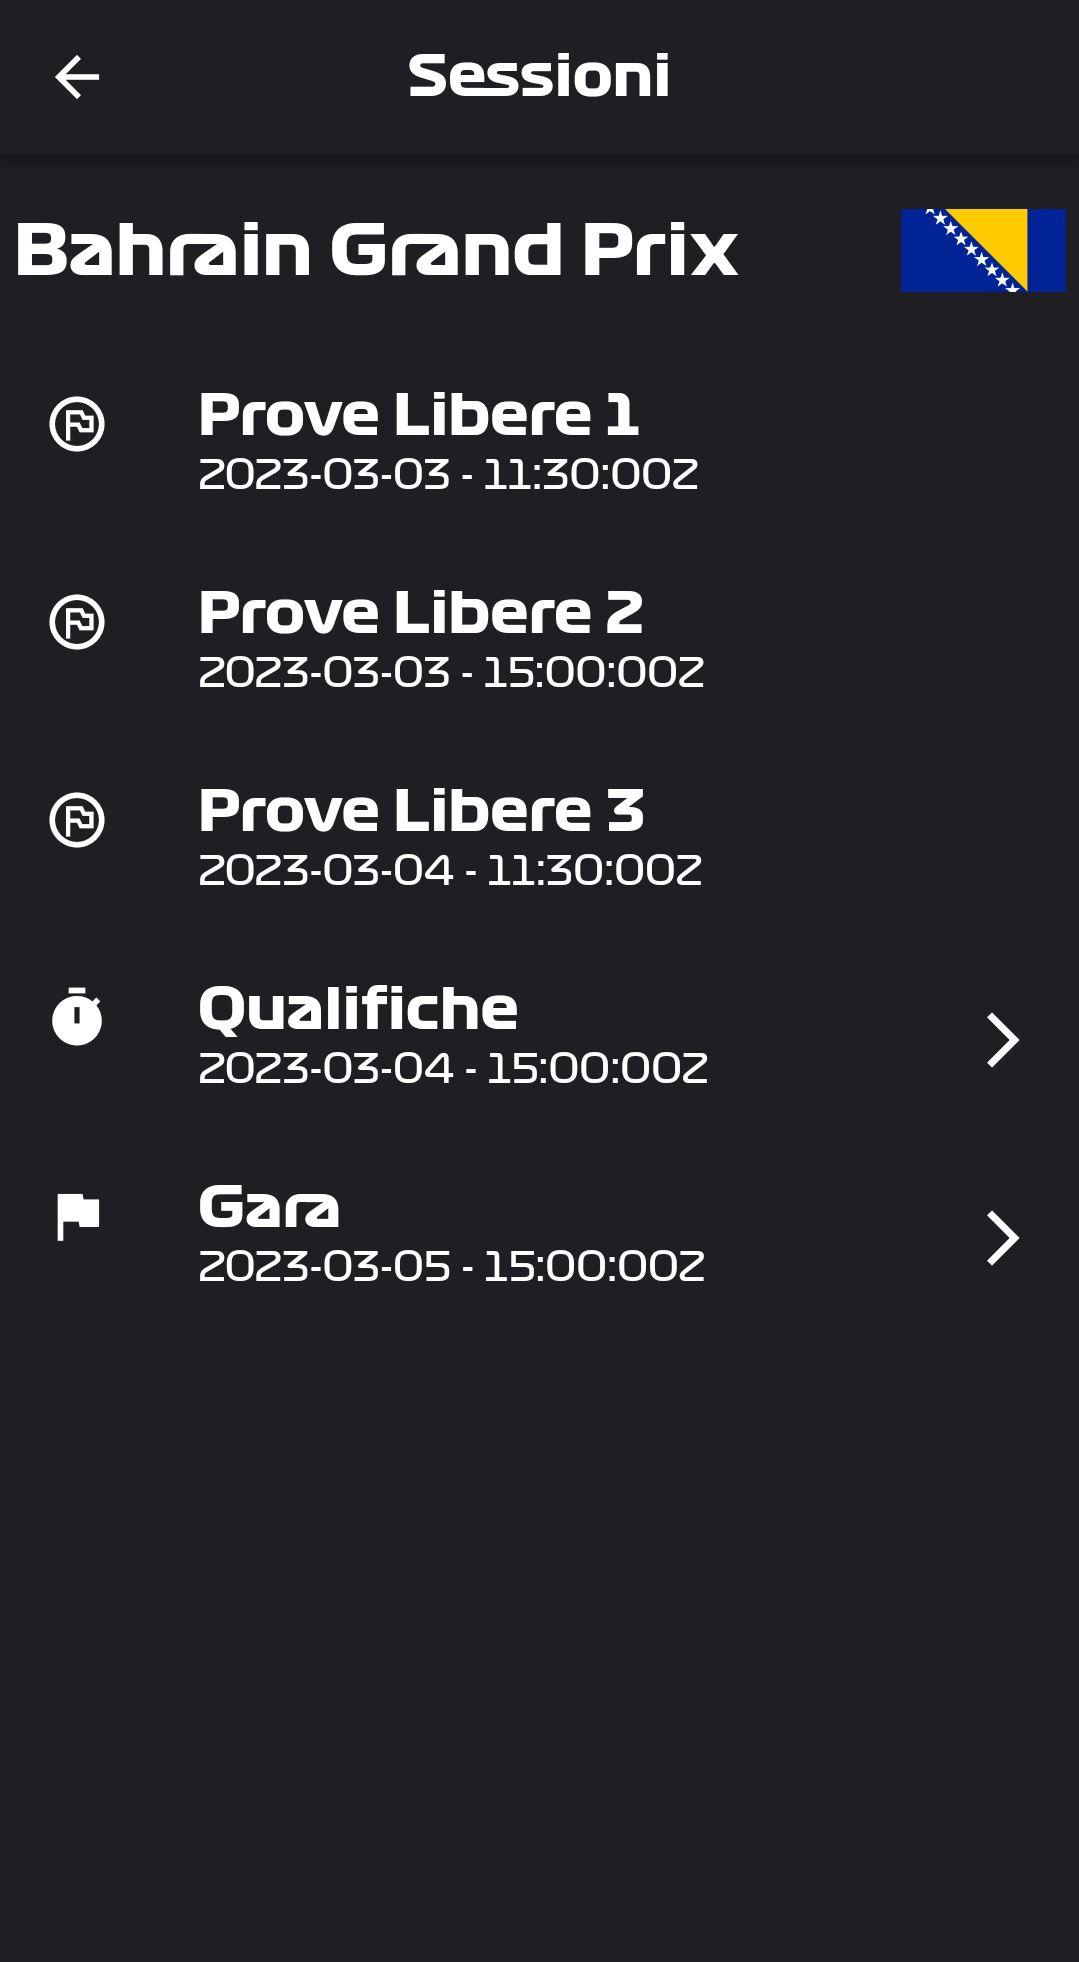 Sessioni
Bahrain Grand Prix
Prove Libere 1
2023-03-03 - 11:30:00Z
Prove Libere 2
2023-03-03 - 15:00:00Z
Prove Libere 3
2023-03-04 - 11:30:00Z
Qualifiche
2023-03-04 - 15:00:00Z
Gara
2023-03-05 - 15:00:00Z